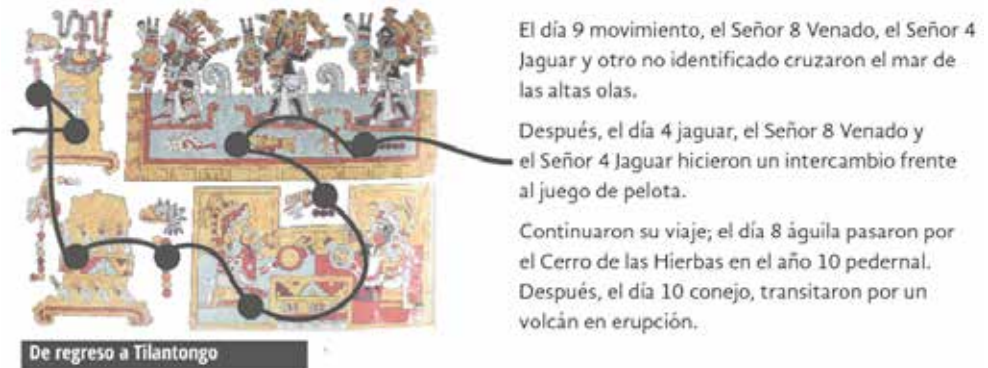 El día 9 movimiento, el Señor 8 Venado, el Señor 4
Jaguar y otro no identificado cruzaron el mar de
las altas olas.
Después, el día 4 jaguar, el Señor 8 Venado y
el Señor 4 Jaguar hicieron un intercambio frente
al juego de pelota.
Continuaron su viaje; el día 8 águila pasaron por
el Cerro de las Hierbas en el año 10 pedernal.
Después, el día 10 conejo, transitaron por un
volcán en erupción.
De regreso a Tilantongo